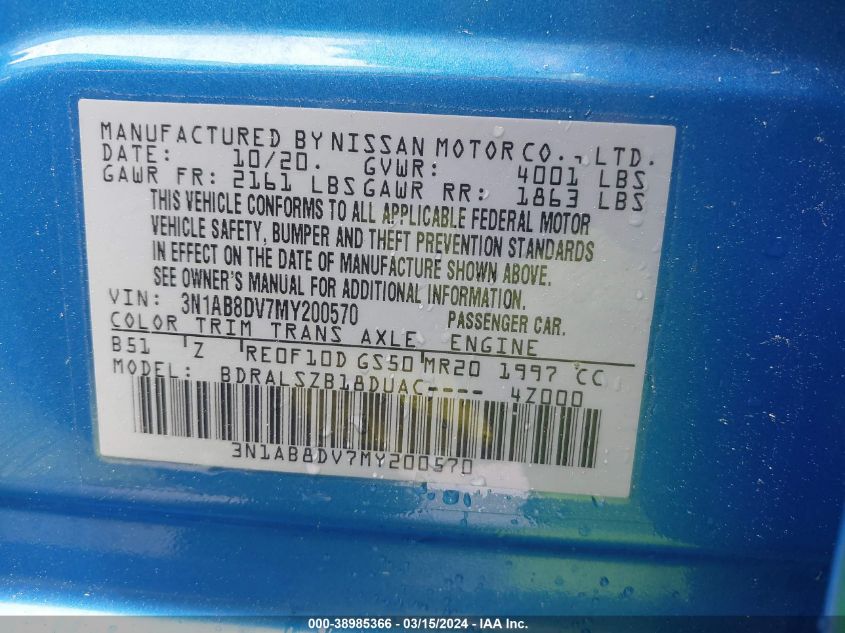 MANUFACTURED BY NISSAN MOTOR CO., LTD.
DATE: 10/20. GVWR: 4001 LBS
GAWR FR: 2161 LBS GAWR RR: 1863 LBS
THIS VEHICLE CONFORMS TO ALL APPLICABLE FEDERAL MOTOR
VEHICLE SAFETY, BUMPER AND THEFT PREVENTION STANDARDS
IN EFFECT ON THE DATE OF MANUFACTURE SHOWN ABOVE.
SEE OWNER'S MANUAL FOR ADDITIONAL INFORMATION.
VIN: 3N1AB8DV7MY200570 PASSENGER CAR.
COLOR TRIM TRANS AXLE ENGINE
B51 Z RE0F10D GS50 MR20 1997 CC
MODEL: BDRALSZB18DUAC---- 4Z000
3N1AB8DV7MY200570
000-38985366 - 03/15/2024 - IAA Inc.